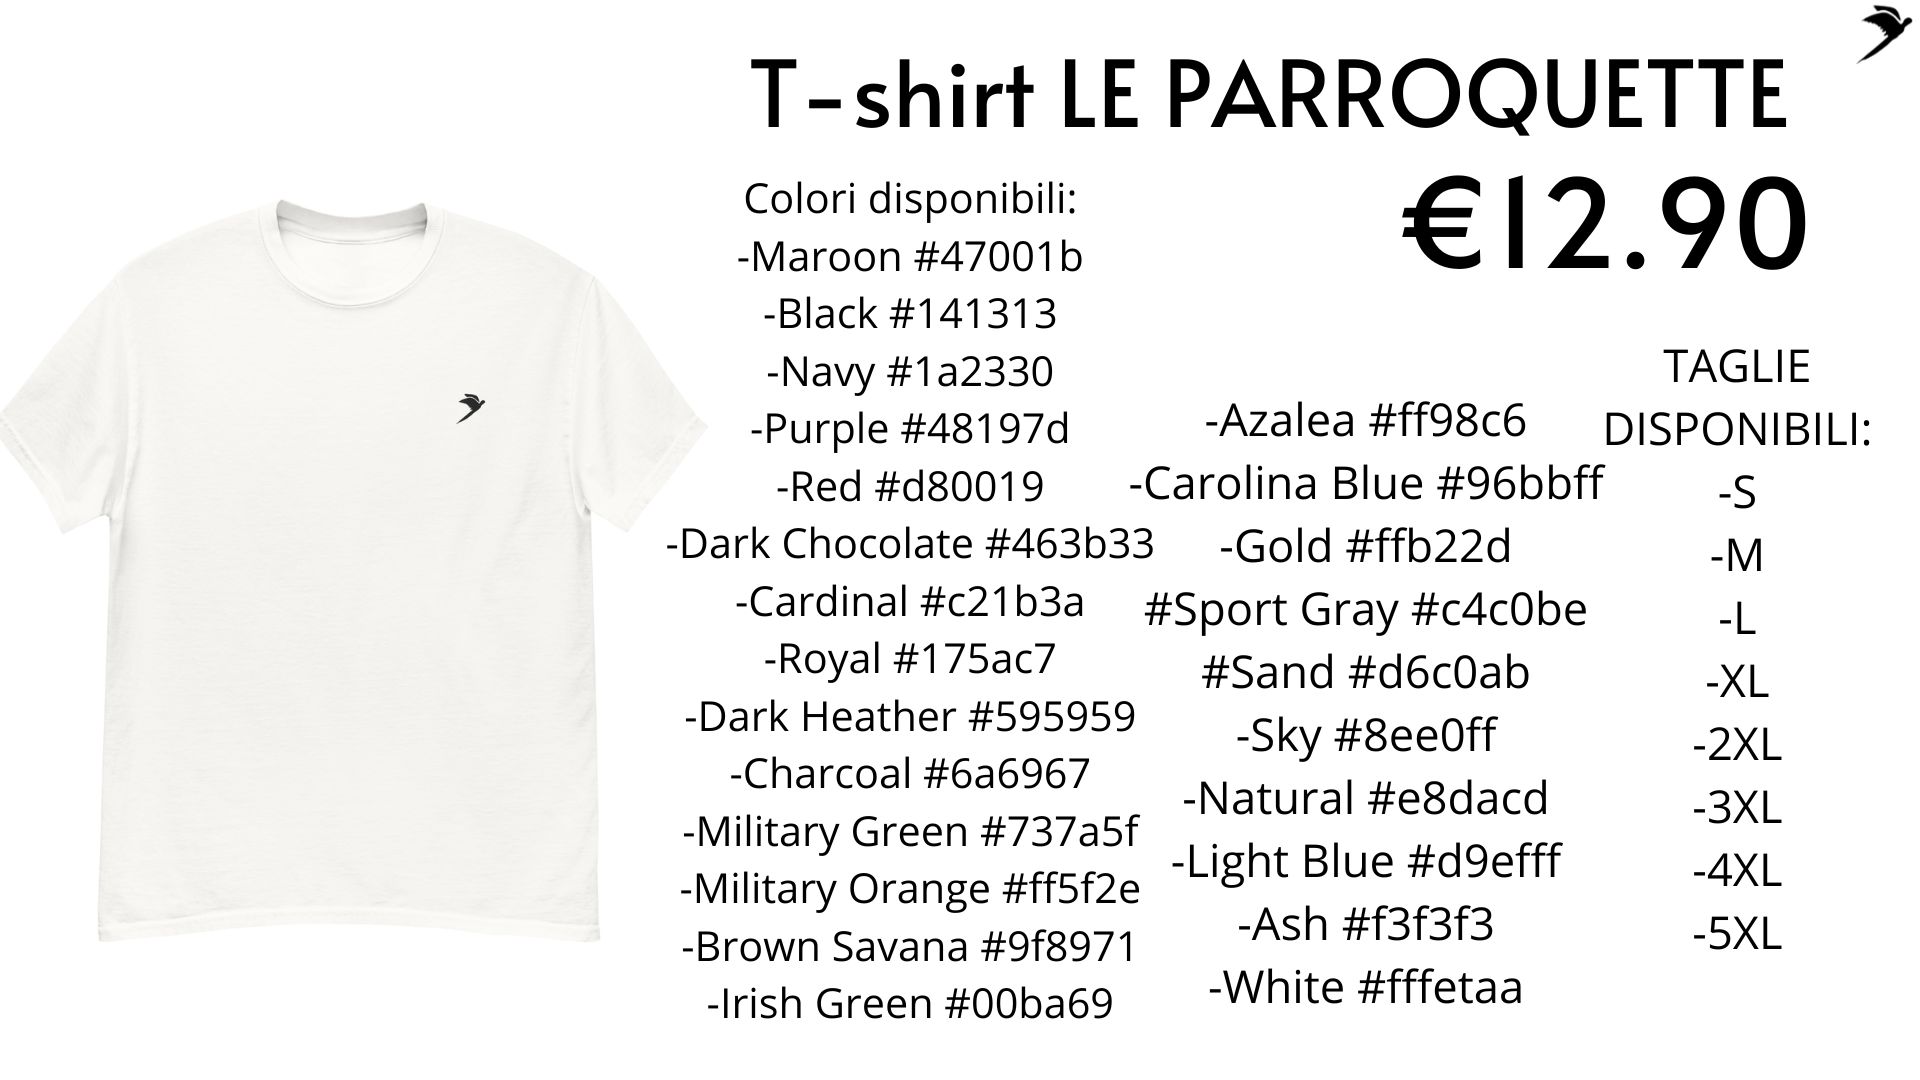 T-shirt LE PARROQUETTE
€12.90
Colori disponibili:
-Maroon #47001b
-Black #141313
-Navy #1a2330
-Purple #48197d
-Red #d80019
-Dark Chocolate #463b33
-Cardinal #c21b3a
-Royal #175ac7
-Dark Heather #595959
-Charcoal #6a6967
-Military Green #737a5f
-Military Orange #ff5f2e
-Brown Savana #9f8971
-Irish Green #00ba69
-Azalea #ff98c6
-Carolina Blue #96bbff
-Gold #ffb22d
#Sport Gray #c4c0be
#Sand #d6c0ab
-Sky #8ee0ff
-Natural #e8dacd
-Light Blue #d9efff
-Ash #f3f3f3
-White #fffetaa
TAGLIE
DISPONIBILI:
-S
-M
-L
-XL
-2XL
-3XL
-4XL
-5XL